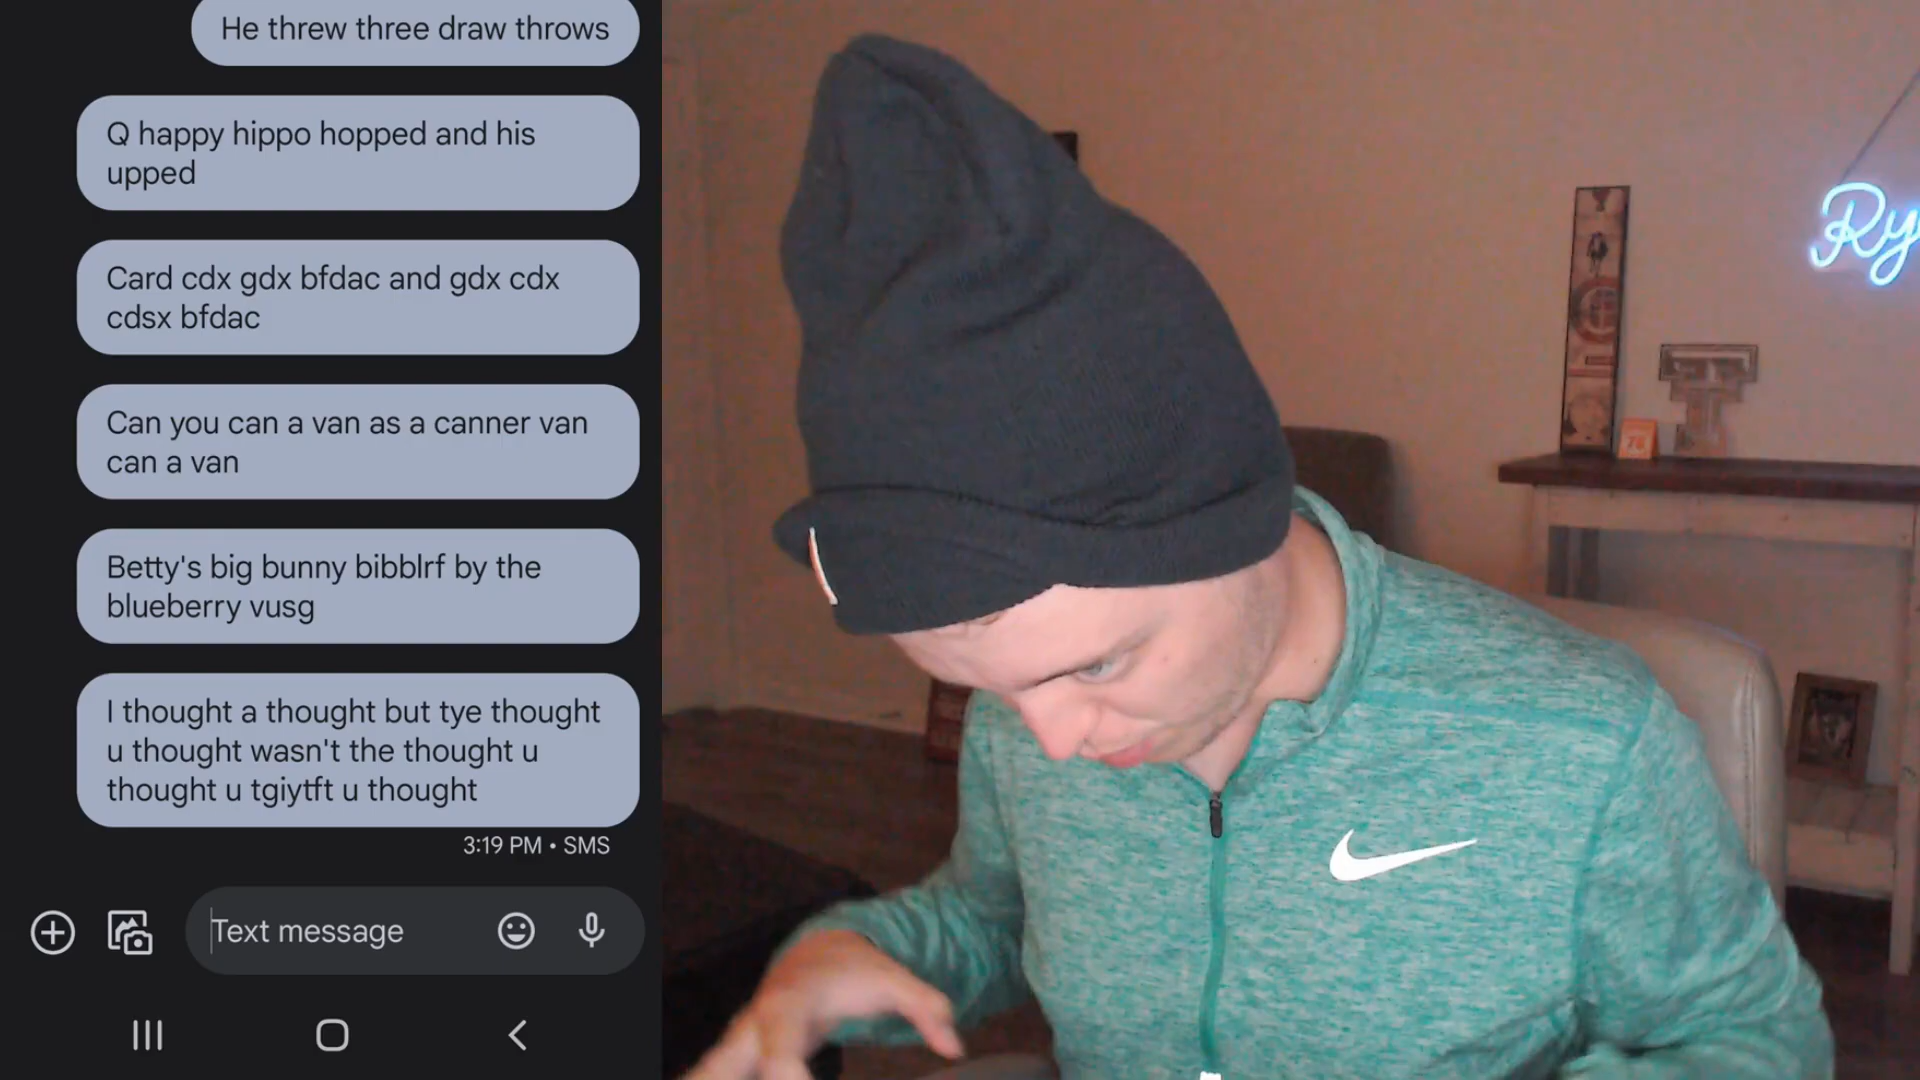 He threw three draw throws
Q happy hippo hopped and his
upped
Card cdx gdx bfdac and gdx cdx
cdsx bfdac
Can you can a van as a canner van
can a van
Betty's big bunny bibblrf by the
blueberry vusg
I thought a thought but tye thought
u thought wasn't the thought u
thought u tgiytft u thought
3:19 PM • SMS
Text message
Ry